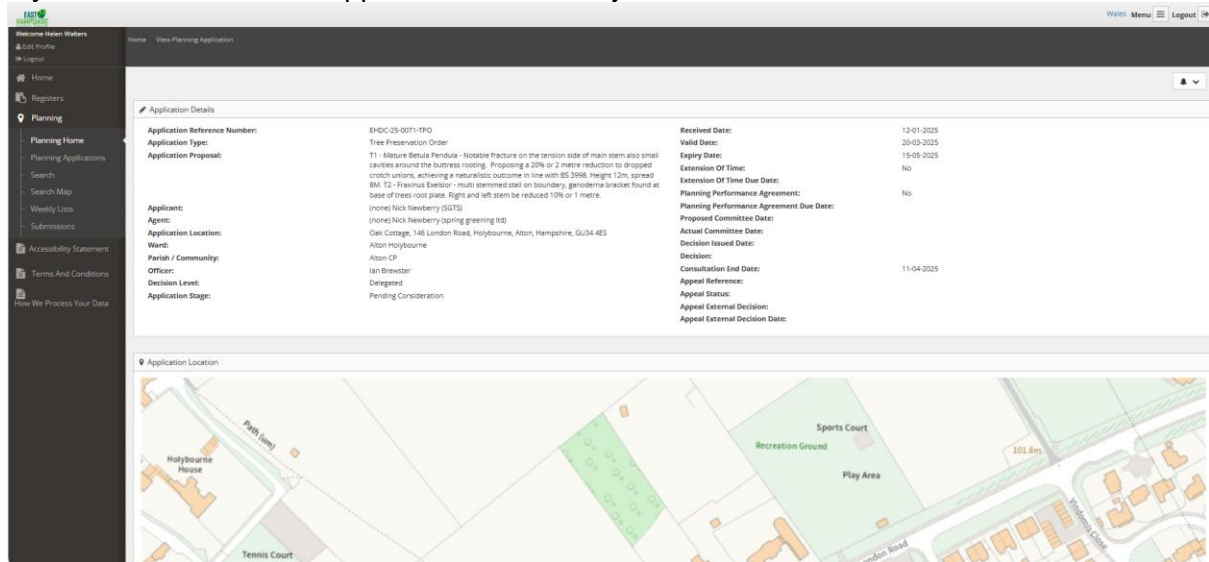 EAST
HAMPSHIRE
Wales Menu Logout
Welcome Helen Walters
Edit Profile
Logout
Home View Planning Application
Home
Registers
Planning
Planning Home
Planning Applications
Search
Search Map
Weekly Lists
Submissions
Accessibility Statement
Terms And Conditions
How We Process Your Data
Application Details
Application Reference Number: EHDC-25-0071-TPO
Application Type: Tree Preservation Order
Application Proposal: T1 - Mature Betula Pendula - Notable fracture on the tension side of main stem also small
cavities around the buttress rooting. Proposing a 20% or 2 metre reduction to dropped
crotch unions, achieving a naturalistic outcome in line with BS 3998. Height 12m, spread
8M. T2 - Fraxinus Exelsior - multi stemmed stall on boundary, ganoderna bracket found at
base of trees root plate. Right and left stem be reduced 10% or 1 metre.
Applicant: (none) Nick Newberry (SGTS)
Agent: (none) Nick Newberry (spring greening ltd)
Application Location: Oak Cottage, 146 London Road, Holybourne, Alton, Hampshire, GU34 4ES
Ward: Alton Holybourne
Parish / Community: Alton CP
Officer: Ian Brewster
Decision Level: Delegated
Application Stage: Pending Consideration
Received Date: 12-01-2025
Valid Date: 20-03-2025
Expiry Date: 15-05-2025
Extension Of Time: No
Extension Of Time Due Date:
Planning Performance Agreement: No
Planning Performance Agreement Due Date:
Proposed Committee Date:
Actual Committee Date:
Decision Issued Date:
Decision:
Consultation End Date: 11-04-2025
Appeal Reference:
Appeal Status:
Appeal External Decision:
Appeal External Decision Date:
Application Location
Path (um)
Holybourne
House
Tennis Court
Sports Court
Recreation Ground
Play Area
101.8m
London Road
Vindomis Close